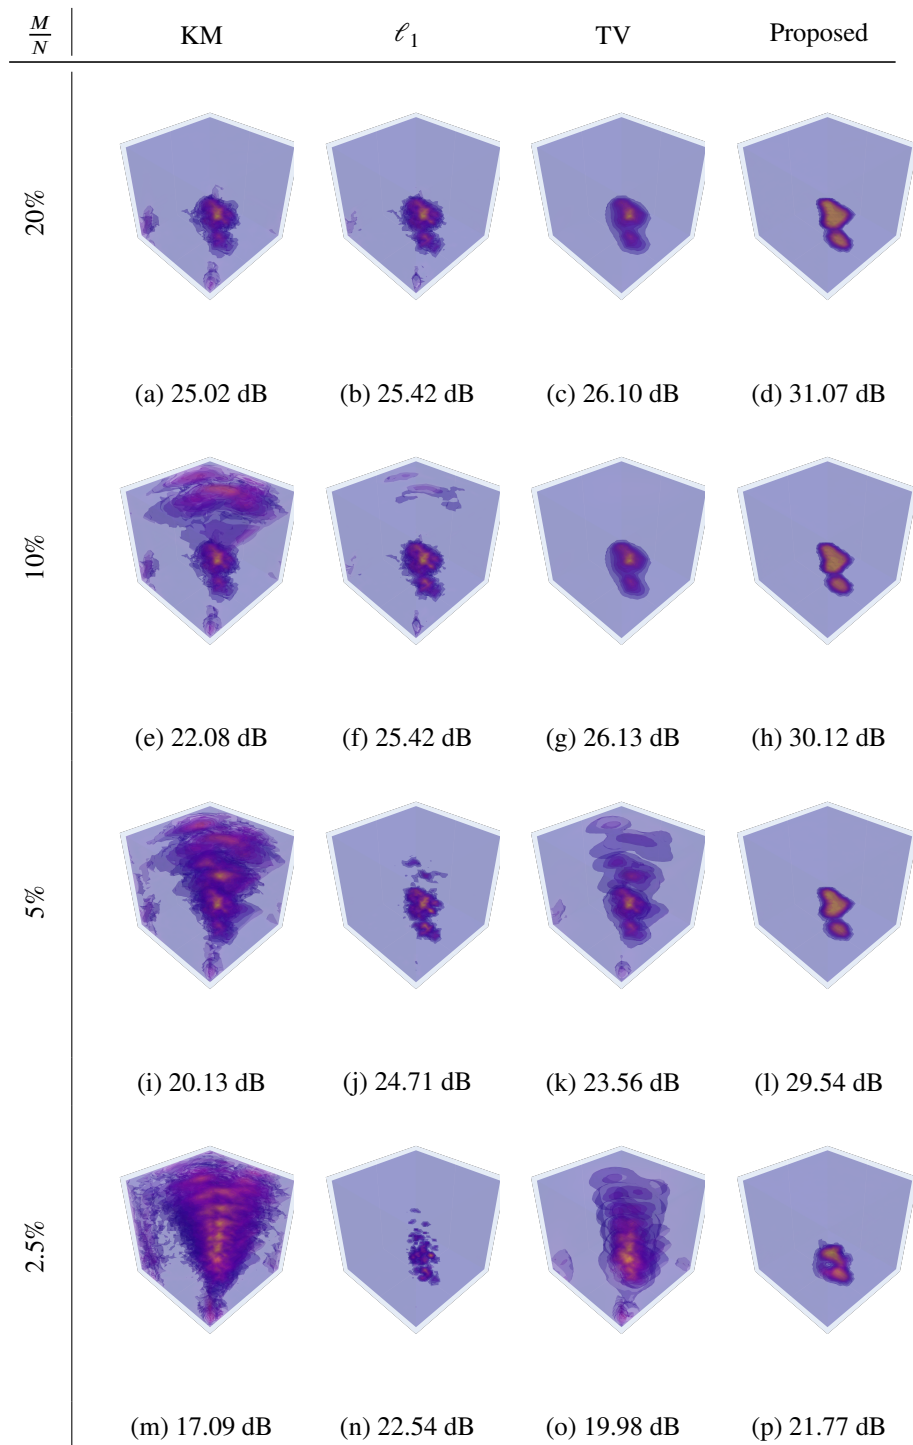 M/N KM ℓ1 TV Proposed
20%
(a) 25.02 dB (b) 25.42 dB (c) 26.10 dB (d) 31.07 dB
10%
(e) 22.08 dB (f) 25.42 dB (g) 26.13 dB (h) 30.12 dB
5%
(i) 20.13 dB (j) 24.71 dB (k) 23.56 dB (l) 29.54 dB
2.5%
(m) 17.09 dB (n) 22.54 dB (o) 19.98 dB (p) 21.77 dB